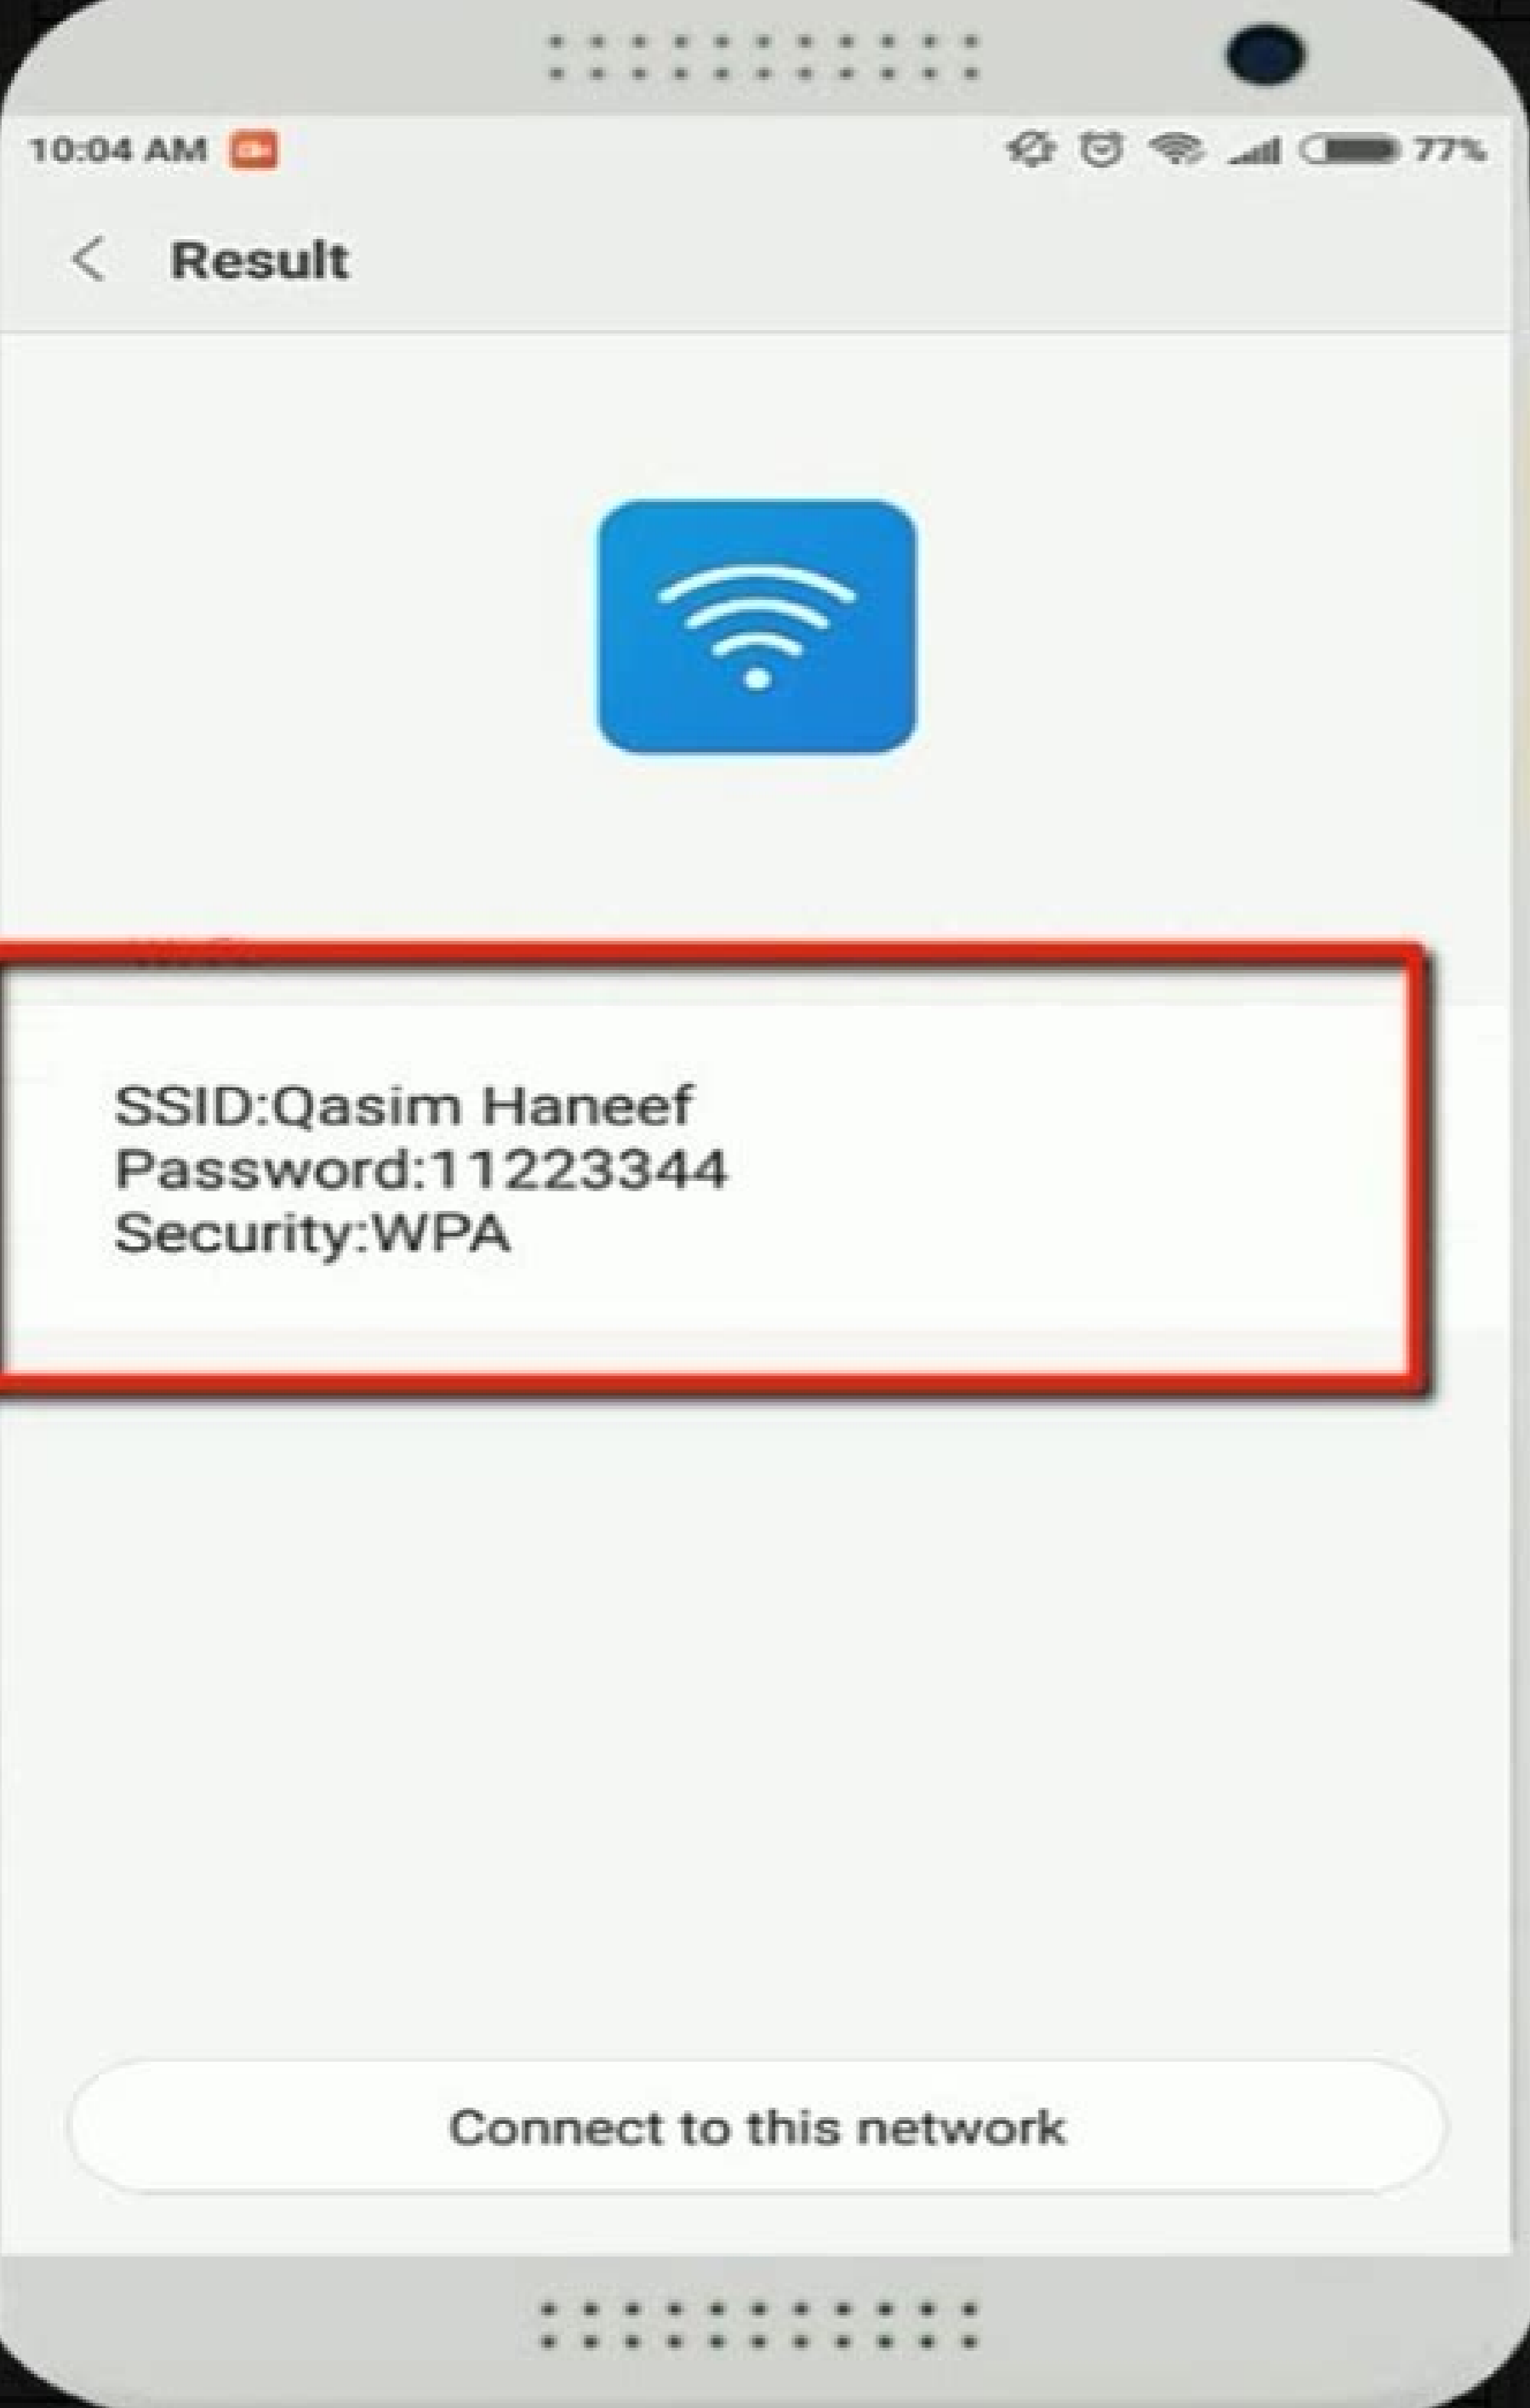 10:04 AM
77%
Result
SSID:Qasim Haneef
Password:11223344
Security:WPA
Connect to this network